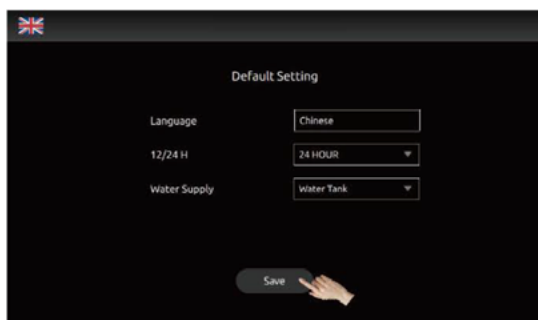 Default Setting
Language Chinese
12/24 H 24 HOUR
Water Supply Water Tank
Save